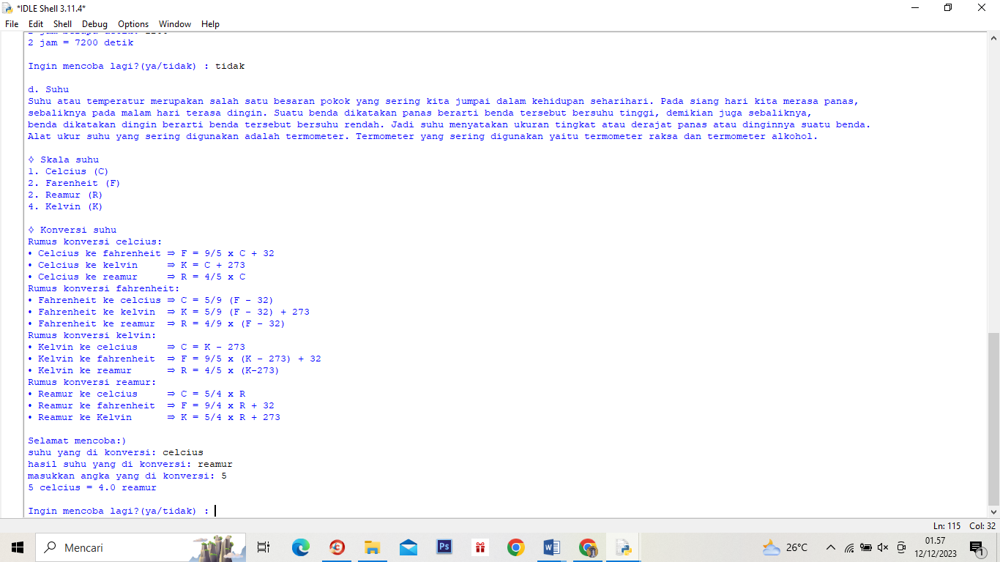 *IDLE Shell 3.11.4*
File Edit Shell Debug Options Window Help
2 jam = 7200 detik
Ingin mencoba lagi?(ya/tidak) : tidak
d. Suhu
Suhu atau temperatur merupakan salah satu besaran pokok yang sering kita jumpai dalam kehidupan seharihari. Pada siang hari kita merasa panas,
sebaliknya pada malam hari terasa dingin. Suatu benda dikatakan panas berarti benda tersebut bersuhu tinggi, demikian juga sebaliknya,
benda dikatakan dingin berarti benda tersebut bersuhu rendah. Jadi suhu menyatakan ukuran tingkat atau derajat panas atau dinginnya suatu benda.
Alat ukur suhu yang sering digunakan adalah termometer. Termometer yang sering digunakan yaitu termometer raksa dan termometer alkohol.
◊ Skala suhu
1. Celcius (C)
2. Farenheit (F)
2. Reamur (R)
4. Kelvin (K)
◊ Konversi suhu
Rumus konversi celcius:
• Celcius ke fahrenheit ⇒ F = 9/5 x C + 32
• Celcius ke kelvin ⇒ K = C + 273
• Celcius ke reamur ⇒ R = 4/5 x C
Rumus konversi fahrenheit:
• Fahrenheit ke celcius ⇒ C = 5/9 (F - 32)
• Fahrenheit ke kelvin ⇒ K = 5/9 (F - 32) + 273
• Fahrenheit ke reamur ⇒ R = 4/9 x (F - 32)
Rumus konversi kelvin:
• Kelvin ke celcius ⇒ C = K - 273
• Kelvin ke fahrenheit ⇒ F = 9/5 x (K - 273) + 32
• Kelvin ke reamur ⇒ R = 4/5 x (K-273)
Rumus konversi reamur:
• Reamur ke celcius ⇒ C = 5/4 x R
• Reamur ke fahrenheit ⇒ F = 9/4 x R + 32
• Reamur ke Kelvin ⇒ K = 5/4 x R + 273
Selamat mencoba:)
suhu yang di konversi: celcius
hasil suhu yang di konversi: reamur
masukkan angka yang di konversi: 5
5 celcius = 4.0 reamur
Ingin mencoba lagi?(ya/tidak) :
Ln: 115 Col: 32
Mencari
Ps
W
26°C
01.57
12/12/2023
1